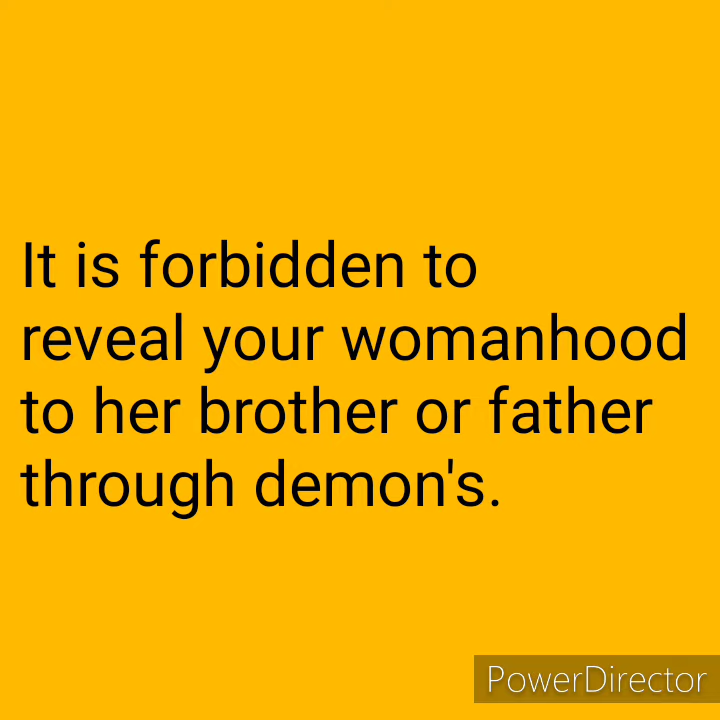 It is forbidden to
reveal your womanhood
to her brother or father
through demon's.
PowerDirector